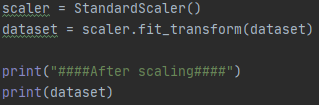 scaler = StandardScaler()
dataset = scaler.fit_transform(dataset)
print("####After scaling####")
print(dataset)